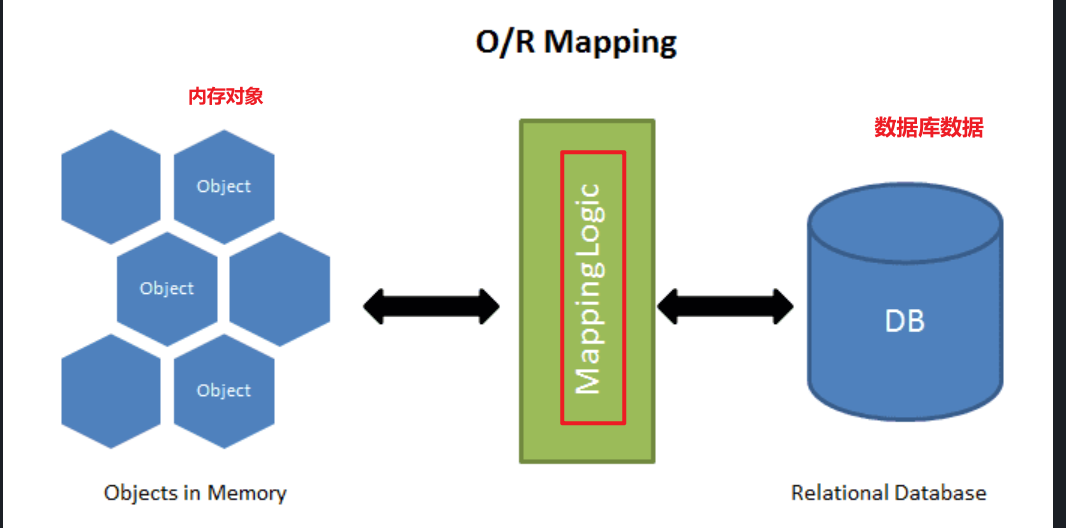 O/R Mapping
内存对象
数据库数据
Object
Object
Object
Mapping Logic
DB
Objects in Memory
Relational Database